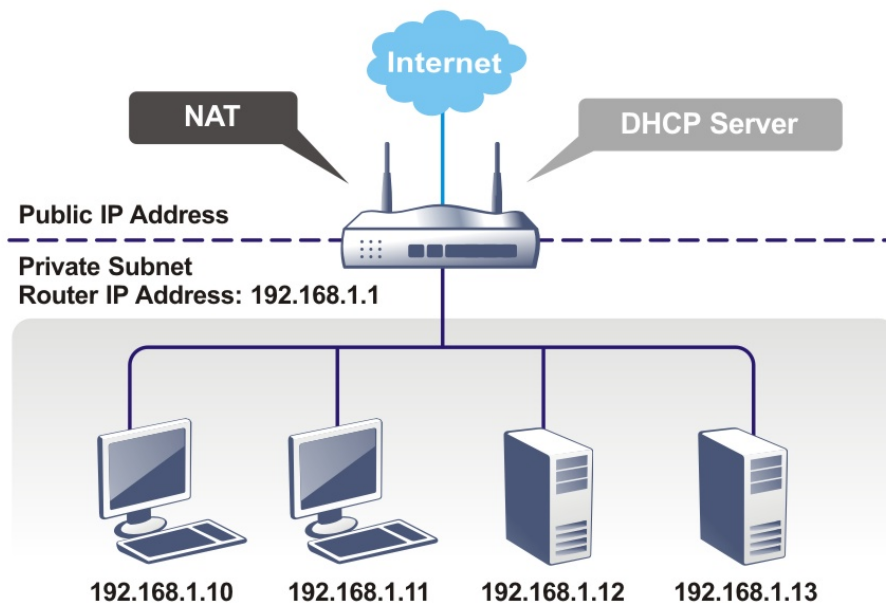 Internet
NAT
DHCP Server
Public IP Address
Private Subnet
Router IP Address: 192.168.1.1
192.168.1.10
192.168.1.11
192.168.1.12
192.168.1.13